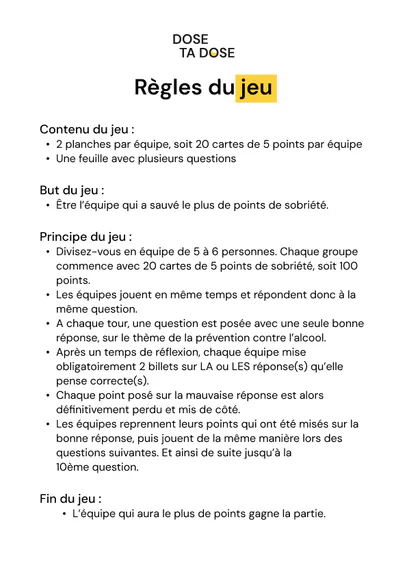 DOSE
TA DOSE
Règles du jeu
Contenu du jeu :
• 2 planches par équipe, soit 20 cartes de 5 points par équipe
• Une feuille avec plusieurs questions
But du jeu :
• Être l’équipe qui a sauvé le plus de points de sobriété.
Principe du jeu :
• Divisez-vous en équipe de 5 à 6 personnes. Chaque groupe
commence avec 20 cartes de 5 points de sobriété, soit 100
points.
• Les équipes jouent en même temps et répondent donc à la
même question.
• A chaque tour, une question est posée avec une seule bonne
réponse, sur le thème de la prévention contre l’alcool.
• Après un temps de réflexion, chaque équipe mise
obligatoirement 2 billets sur LA ou LES réponse(s) qu’elle
pense correcte(s).
• Chaque point posé sur la mauvaise réponse est alors
définitivement perdu et mis de côté.
• Les équipes reprennent leurs points qui ont été misés sur la
bonne réponse, puis jouent de la même manière lors des
questions suivantes. Et ainsi de suite jusqu’à la
10ème question.
Fin du jeu :
• L’équipe qui aura le plus de points gagne la partie.